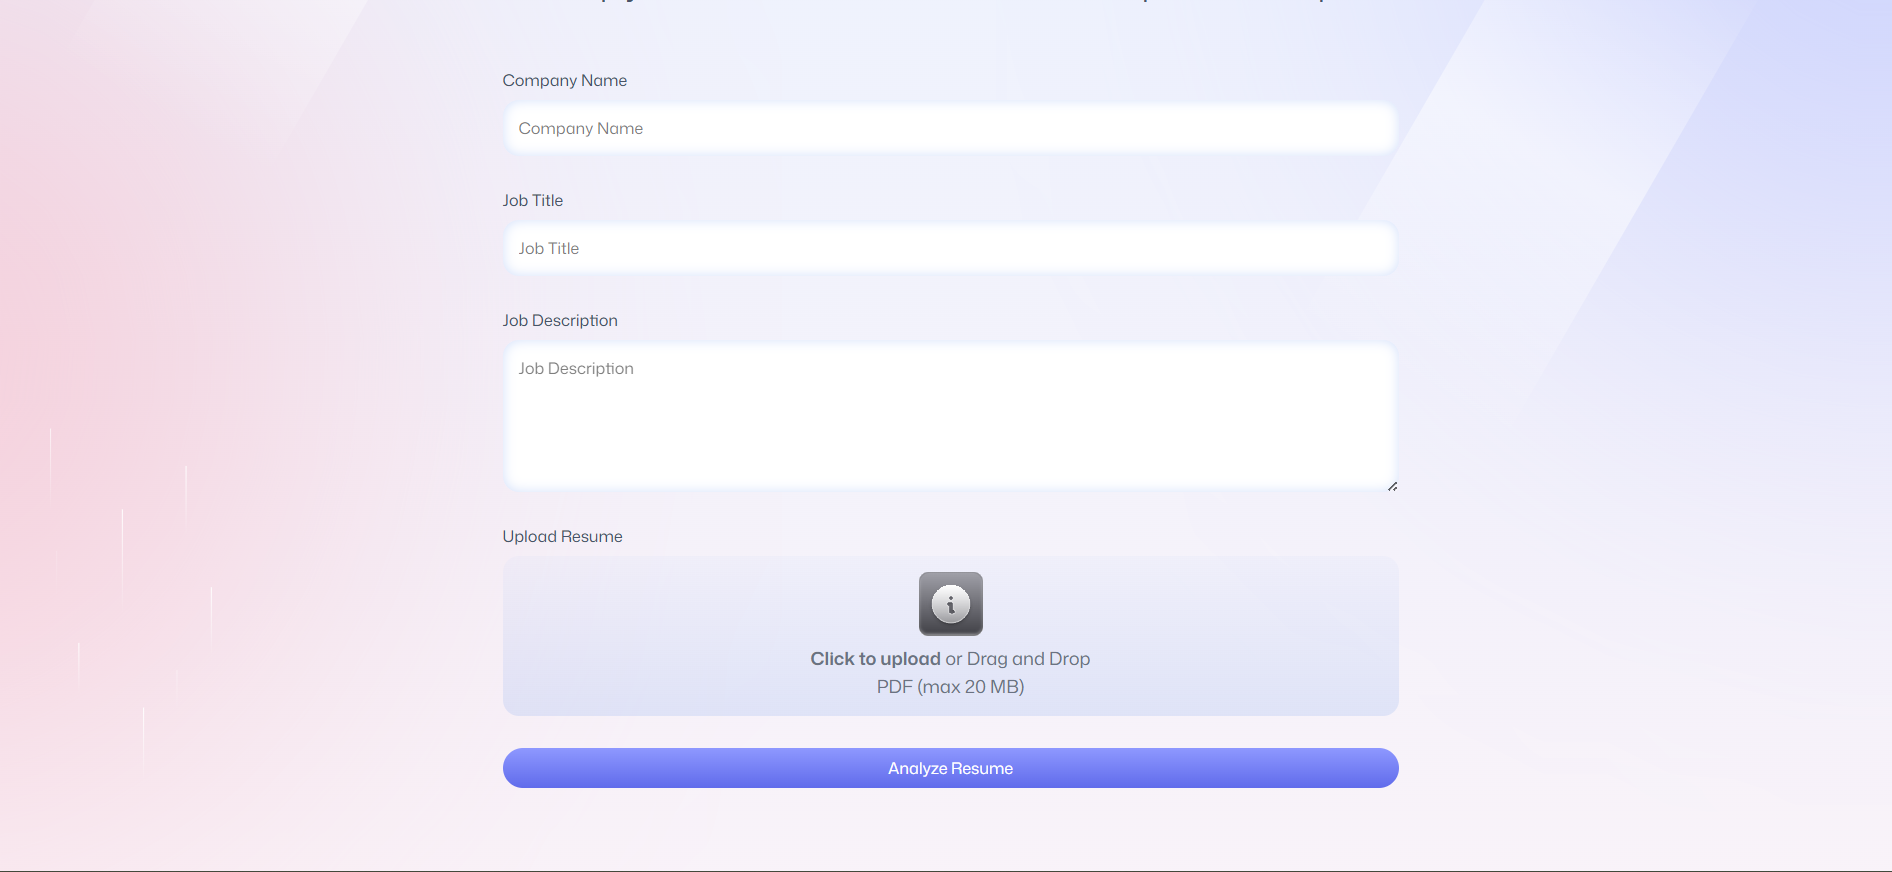 Company Name
Company Name
Job Title
Job Title
Job Description
Job Description
Upload Resume
i
Click to upload or Drag and Drop
PDF (max 20 MB)
Analyze Resume